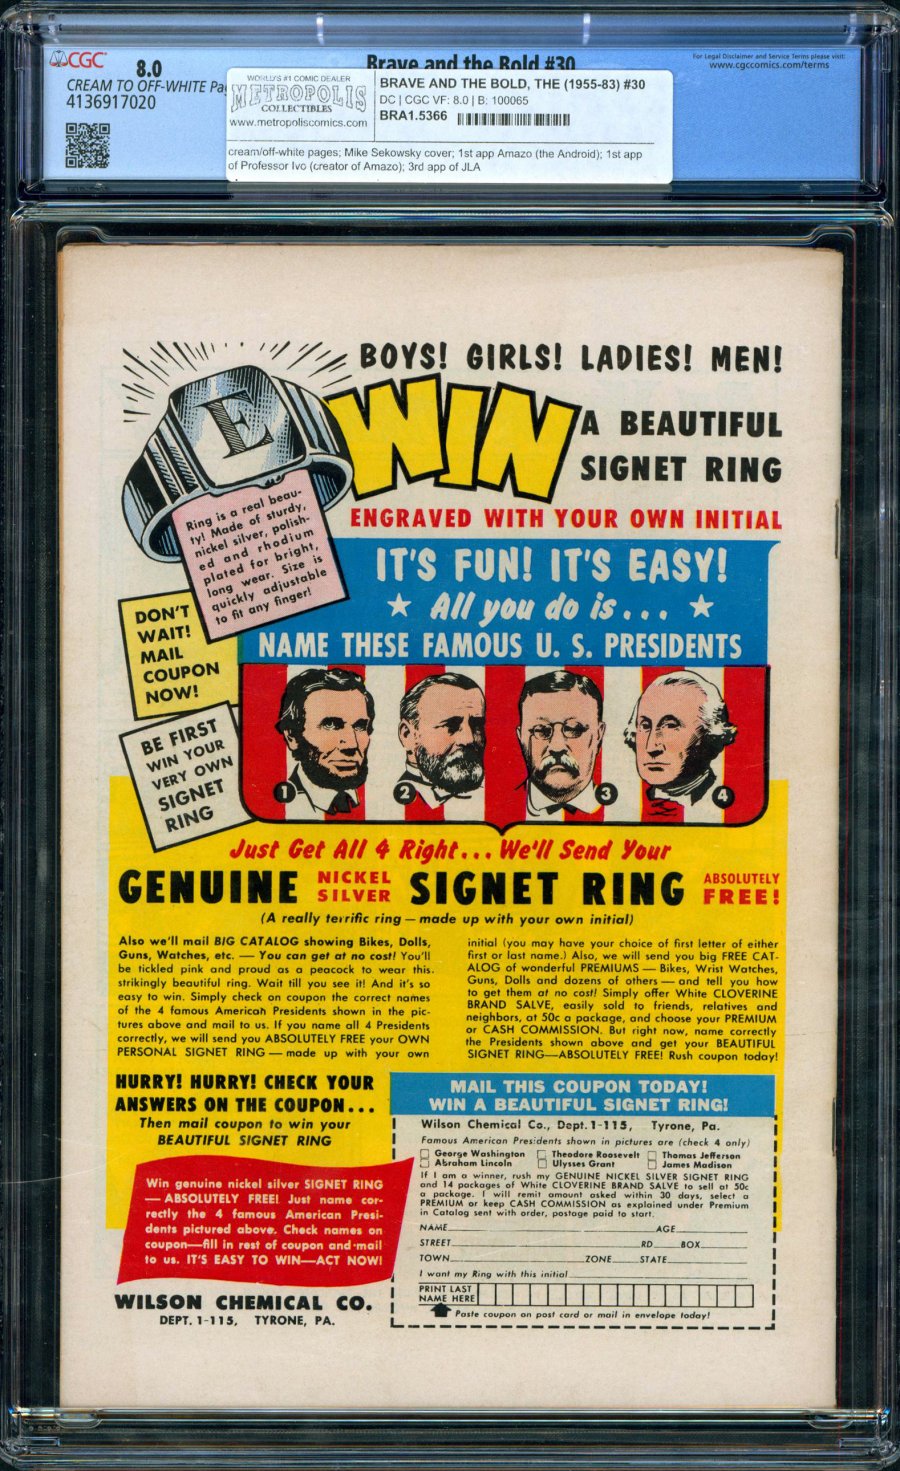 CGC
8.0
CREAM TO OFF-WHITE
4136917020
Brave and the Bold #30
For Legal Disclaimer and Service Terms please visit:
www.cgccomics.com/terms
WORLD'S #1 COMIC DEALER
METROPOLIS
COLLECTIBLES
www.metropoliscomics.com
BRAVE AND THE BOLD, THE (1955-83) #30
DC | CGC VF: 8.0 | B: 100065
BRA1.5366
cream/off-white pages; Mike Sekowsky cover; 1st app Amazo (the Android); 1st app
of Professor Ivo (creator of Amazo); 3rd app of JLA
BOYS! GIRLS! LADIES! MEN!
WIN
A BEAUTIFUL
SIGNET RING
ENGRAVED WITH YOUR OWN INITIAL
E
Ring is a real beau-
ty! Made of sturdy,
nickel silver, polish-
ed and rhodium
plated for bright,
long wear. Size is
quickly adjustable
to fit any finger!
IT'S FUN! IT'S EASY!
All you do is...
NAME THESE FAMOUS U. S. PRESIDENTS
DON'T
WAIT!
MAIL
COUPON
NOW!
BE FIRST
WIN YOUR
VERY OWN
SIGNET
RING
1
2
3
4
Just Get All 4 Right... We'll Send Your
GENUINE NICKEL SILVER SIGNET RING ABSOLUTELY FREE!
(A really terrific ring — made up with your own initial)
Also we'll mail BIG CATALOG showing Bikes, Dolls,
Guns, Watches, etc. — You can get at no cost! You'll
be tickled pink and proud as a peacock to wear this
strikingly beautiful ring. Wait till you see it! And it's so
easy to win. Simply check on coupon the correct names
of the 4 famous American Presidents shown in the pic-
tures above and mail to us. If you name all 4 Presidents
correctly, we will send you ABSOLUTELY FREE your OWN
PERSONAL SIGNET RING — made up with your own
initial (you may have your choice of first letter of either
first or last name.) Also, we will send you big FREE CAT-
ALOG of wonderful PREMIUMS — Bikes, Wrist Watches,
Guns, Dolls and dozens of others — and tell you how
to get them at no cost! Simply offer White CLOVERINE
BRAND SALVE, easily sold to friends, relatives and
neighbors, at 50c a package, and choose your PREMIUM
or CASH COMMISSION. But right now, name correctly
the Presidents shown above and get your BEAUTIFUL
SIGNET RING—ABSOLUTELY FREE! Rush coupon today!
HURRY! HURRY! CHECK YOUR
ANSWERS ON THE COUPON...
Then mail coupon to win your
BEAUTIFUL SIGNET RING
Win genuine nickel silver SIGNET RING
— ABSOLUTELY FREE! Just name cor-
rectly the 4 famous American Presi-
dents pictured above. Check names on
coupon—fill in rest of coupon and mail
to us. IT'S EASY TO WIN—ACT NOW!
WILSON CHEMICAL CO.
DEPT. 1-115, TYRONE, PA.
MAIL THIS COUPON TODAY!
WIN A BEAUTIFUL SIGNET RING!
Wilson Chemical Co., Dept. 1-115, Tyrone, Pa.
Famous American Presidents shown in pictures are (check 4 only)
George Washington Theodore Roosevelt Thomas Jefferson
Abraham Lincoln Ulysses Grant James Madison
If I am a winner, rush my GENUINE NICKEL SILVER SIGNET RING
and 14 packages of White CLOVERINE BRAND SALVE to sell at 50c
a package. I will remit amount asked within 30 days, select a
PREMIUM or keep CASH COMMISSION as explained under Premium
in Catalog sent with order, postage paid to start.
NAME AGE
STREET RD BOX
TOWN ZONE STATE
I want my Ring with this initial
PRINT LAST
NAME HERE
Paste coupon on post card or mail in envelope today!